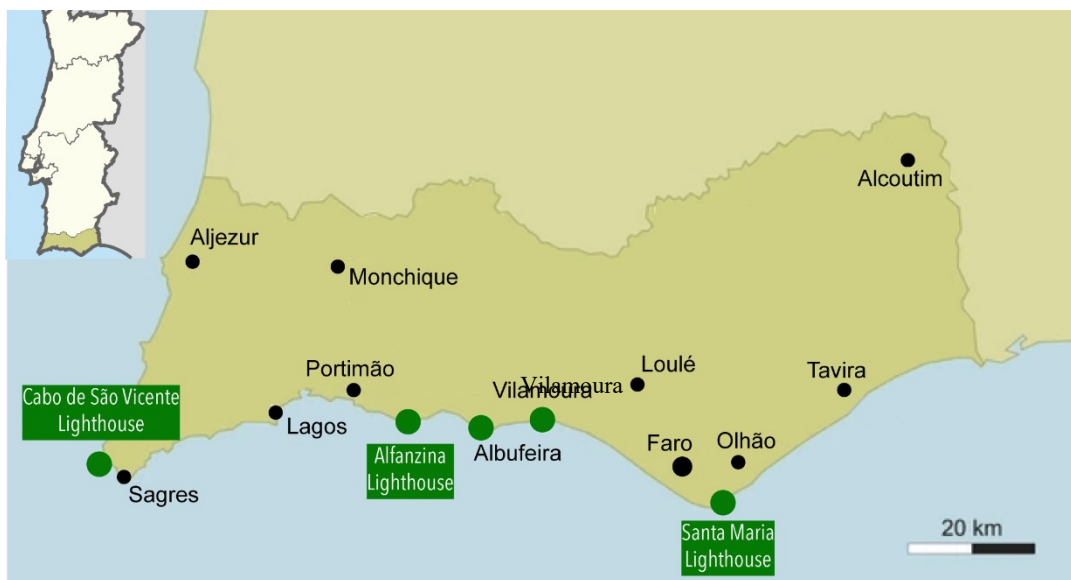 Alcoutim
Aljezur
Monchique
Portimão
Loulé
Tavira
Vilamoura
Vilamoura
Cabo de São Vicente
Lighthouse
Lagos
Alfanzina
Lighthouse
Albufeira
Faro
Olhão
Sagres
Santa Maria
Lighthouse
20 km